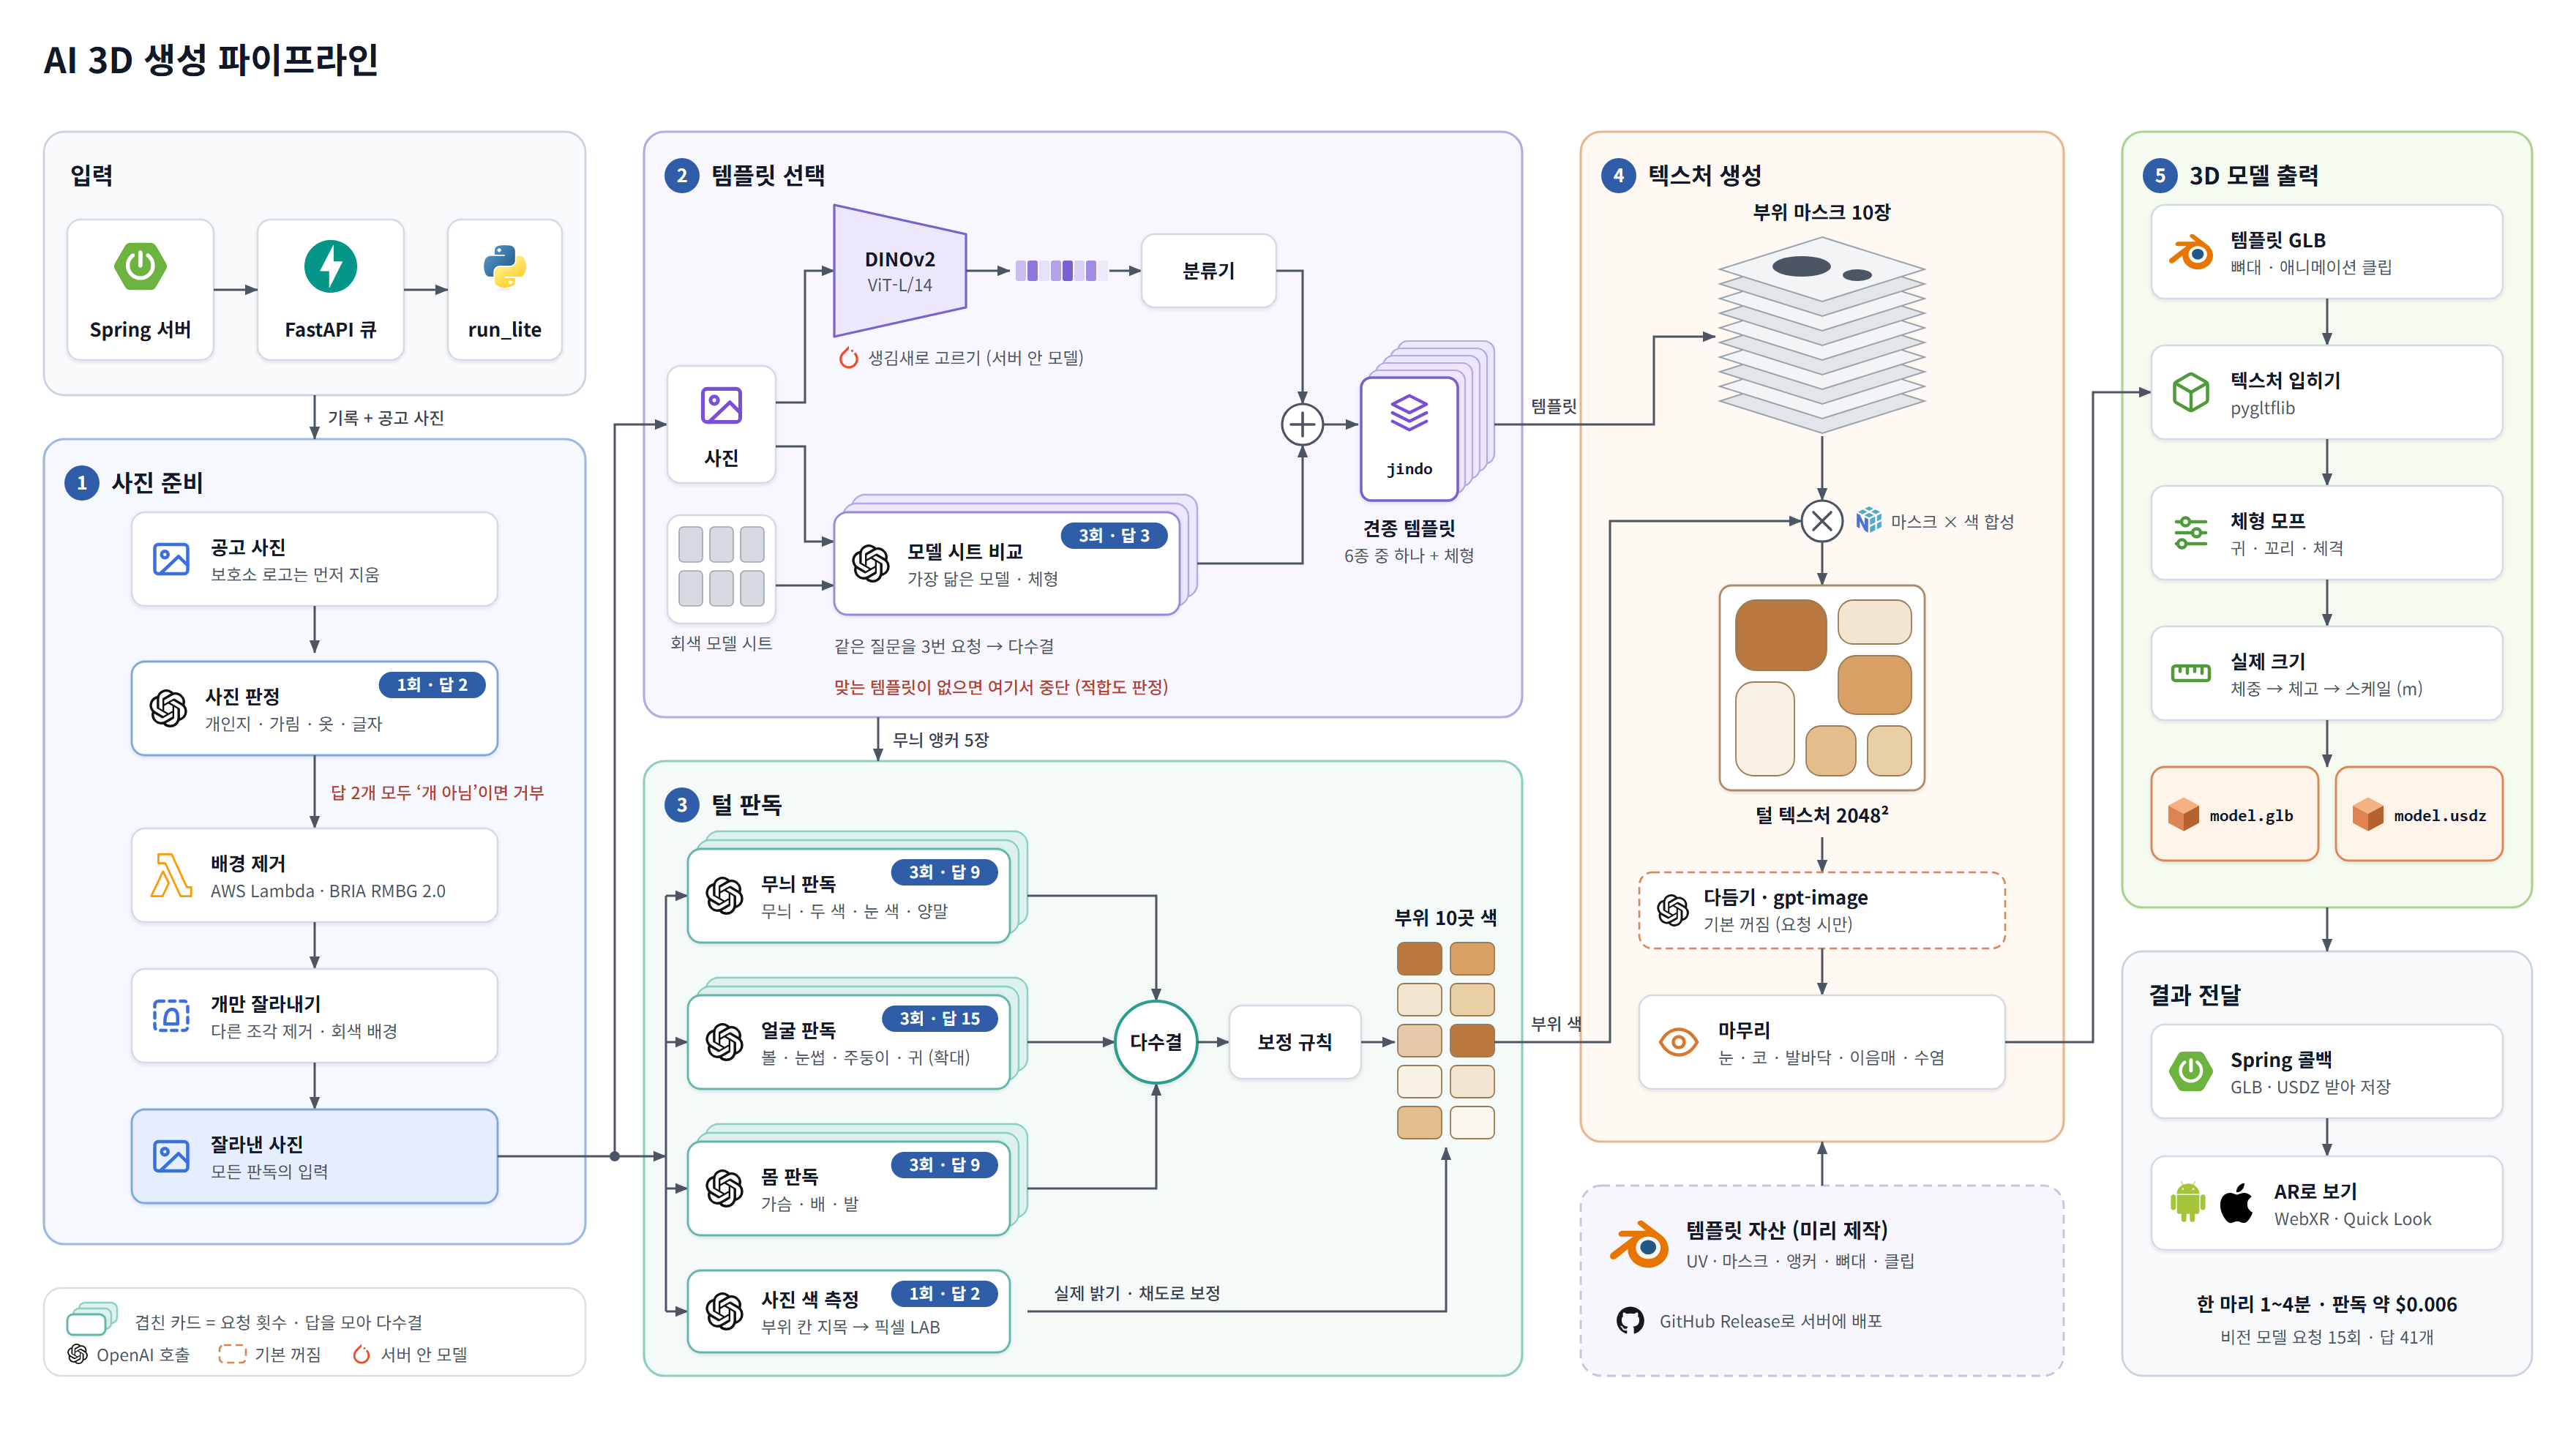 AI 3D 생성 파이프라인
입력
Spring 서버
FastAPI 큐
run_lite
기록 + 공고 사진
1 사진 준비
공고 사진
보호소 로고는 먼저 지움
사진 판정
1회 · 답 2
개인지 · 가림 · 옷 · 글자
답 2개 모두 ‘개 아님’이면 거부
배경 제거
AWS Lambda · BRIA RMBG 2.0
개만 잘라내기
다른 조각 제거 · 회색 배경
잘라낸 사진
모든 판독의 입력
겹친 카드 = 요청 횟수 · 답을 모아 다수결
OpenAI 호출
기본 꺼짐
서버 안 모델
2 템플릿 선택
DINOv2
ViT-L/14
분류기
생김새로 고르기 (서버 안 모델)
사진
회색 모델 시트
모델 시트 비교
3회 · 답 3
가장 닮은 모델 · 체형
같은 질문을 3번 요청 → 다수결
맞는 템플릿이 없으면 여기서 중단 (적합도 판정)
jindo
견종 템플릿
6종 중 하나 + 체형
템플릿
무늬 앵커 5장
3 털 판독
무늬 판독
3회 · 답 9
무늬 · 두 색 · 눈 색 · 양말
얼굴 판독
3회 · 답 15
볼 · 눈썹 · 주둥이 · 귀 (확대)
몸 판독
3회 · 답 9
가슴 · 배 · 발
사진 색 측정
1회 · 답 2
부위 칸 지목 → 픽셀 LAB
다수결
보정 규칙
부위 10곳 색
실제 밝기 · 채도로 보정
부위 색
4 텍스처 생성
부위 마스크 10장
마스크 × 색 합성
털 텍스처 2048²
다듬기 · gpt-image
기본 꺼짐 (요청 시만)
마무리
눈 · 코 · 발바닥 · 이음매 · 수염
템플릿 자산 (미리 제작)
UV · 마스크 · 앵커 · 뼈대 · 클립
GitHub Release로 서버에 배포
5 3D 모델 출력
템플릿 GLB
뼈대 · 애니메이션 클립
텍스처 입히기
pygltflib
체형 모프
귀 · 꼬리 · 체격
실제 크기
체중 → 체고 → 스케일 (m)
model.glb
model.usdz
결과 전달
Spring 콜백
GLB · USDZ 받아 저장
AR로 보기
WebXR · Quick Look
한 마리 1~4분 · 판독 약 $0.006
비전 모델 요청 15회 · 답 41개